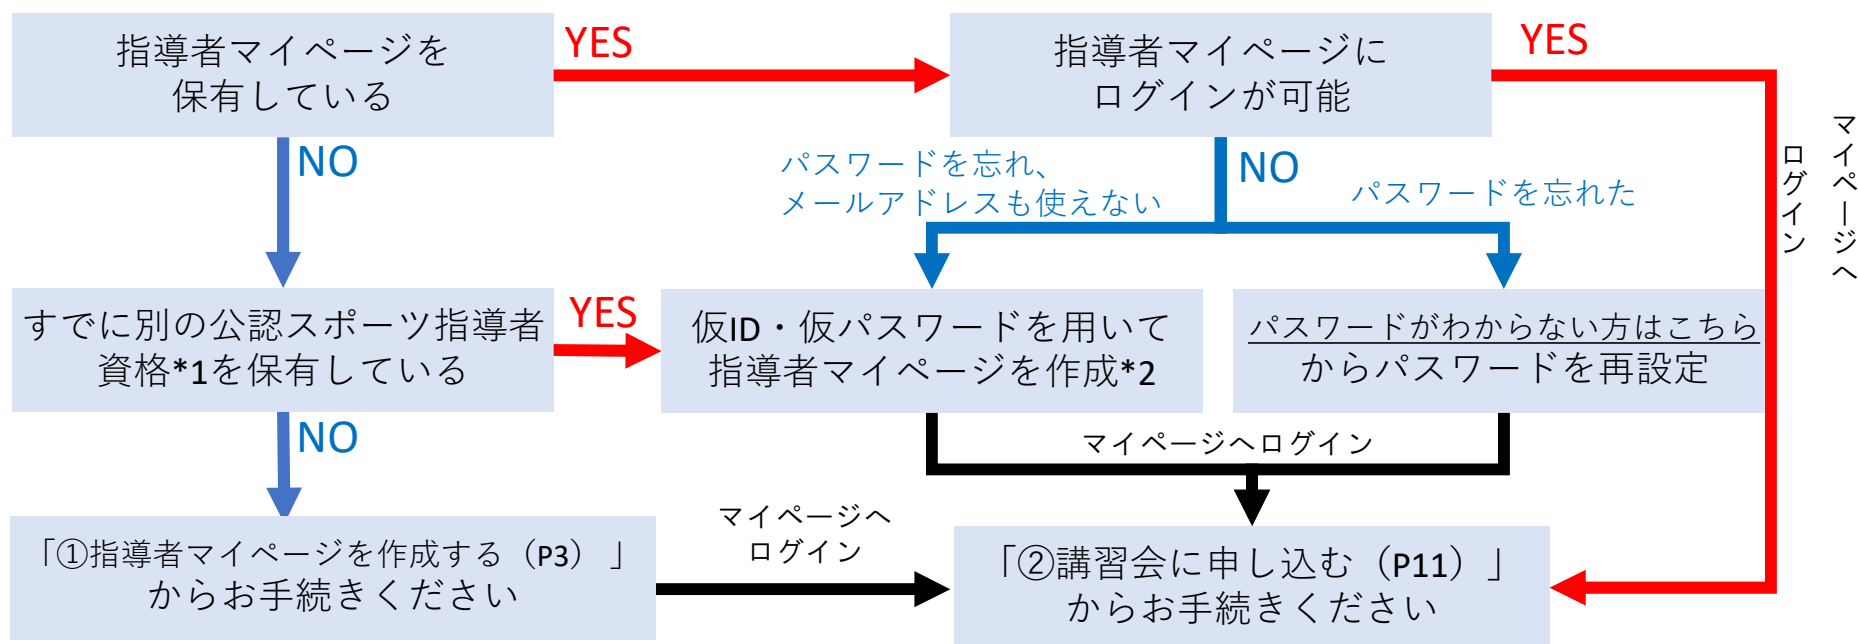 指導者マイページを
保有している
YES
指導者マイページに
ログインが可能
YES
マイページへ
ログイン
NO
パスワードを忘れ、
メールアドレスも使えない
NO
パスワードを忘れた
すでに別の公認スポーツ指導者
資格*1を保有している
YES
仮ID・仮パスワードを用いて
指導者マイページを作成*2
パスワードがわからない方はこちら
からパスワードを再設定
NO
マイページへログイン
「①指導者マイページを作成する（P3）」
からお手続きください
マイページへ
ログイン
「②講習会に申し込む（P11）」
からお手続きください